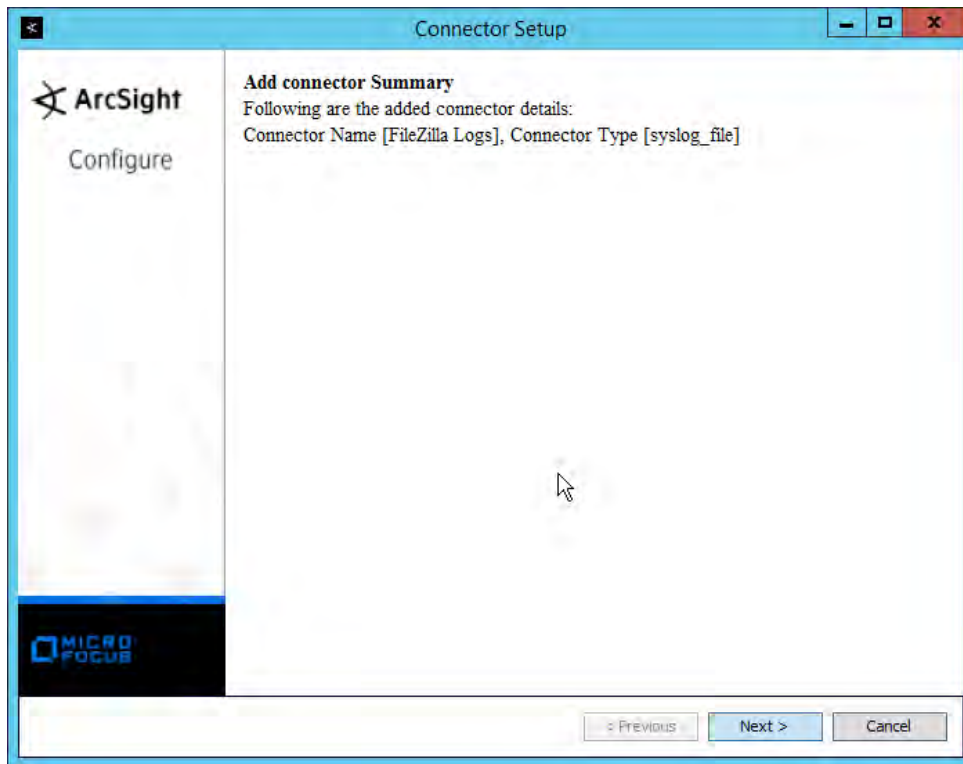 Connector Setup
ArcSight
Configure
Add connector Summary
Following are the added connector details:
Connector Name [FileZilla Logs], Connector Type [syslog_file]
MICRO
FOCUS
< Previous
Next >
Cancel